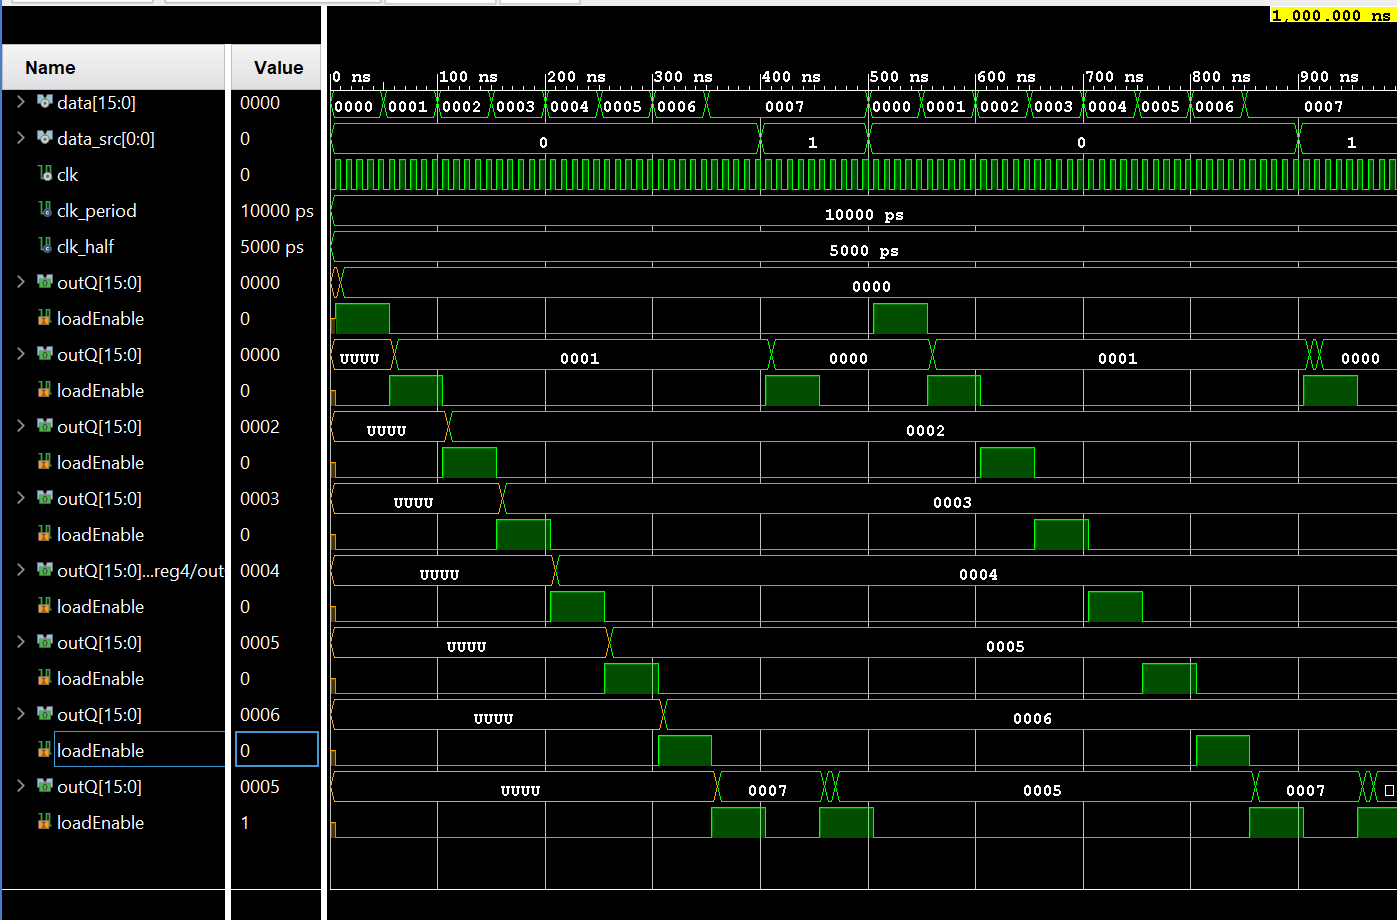 1,000.000 ns
Name Value
0 ns 100 ns 200 ns 300 ns 400 ns 500 ns 600 ns 700 ns 800 ns 900 ns
data[15:0] 0000 0000 0001 0002 0003 0004 0005 0006 0007 0000 0001 0002 0003 0004 0005 0006 0007
data_src[0:0] 0 0 1 0 1
clk 0
clk_period 10000 ps 10000 ps
clk_half 5000 ps 5000 ps
outQ[15:0] 0000 0000
loadEnable 0
outQ[15:0] 0000 UUUU 0001 0000 0001 0000
loadEnable 0
outQ[15:0] 0002 UUUU 0002
loadEnable 0
outQ[15:0] 0003 UUUU 0003
loadEnable 0
outQ[15:0]...reg4/out 0004 UUUU 0004
loadEnable 0
outQ[15:0] 0005 UUUU 0005
loadEnable 0
outQ[15:0] 0006 UUUU 0006
loadEnable 0
outQ[15:0] 0005 UUUU 0007 0005 0007
loadEnable 1